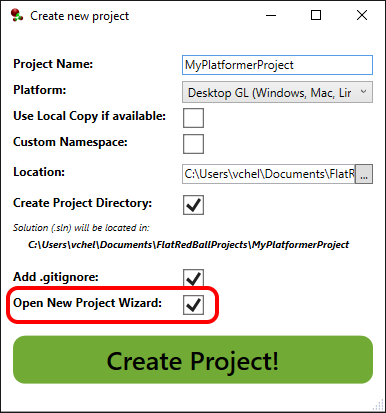 Create new project
Project Name: MyPlatformerProject
Platform: Desktop GL (Windows, Mac, Lir
Use Local Copy if available:
Custom Namespace:
Location: C:\Users\vchel\Documents\FlatRe ...
Create Project Directory:
Solution (.sln) will be located in:
C:\Users\vchel\Documents\FlatRedBallProjects\MyPlatformerProject
Add .gitignore:
Open New Project Wizard:
Create Project!